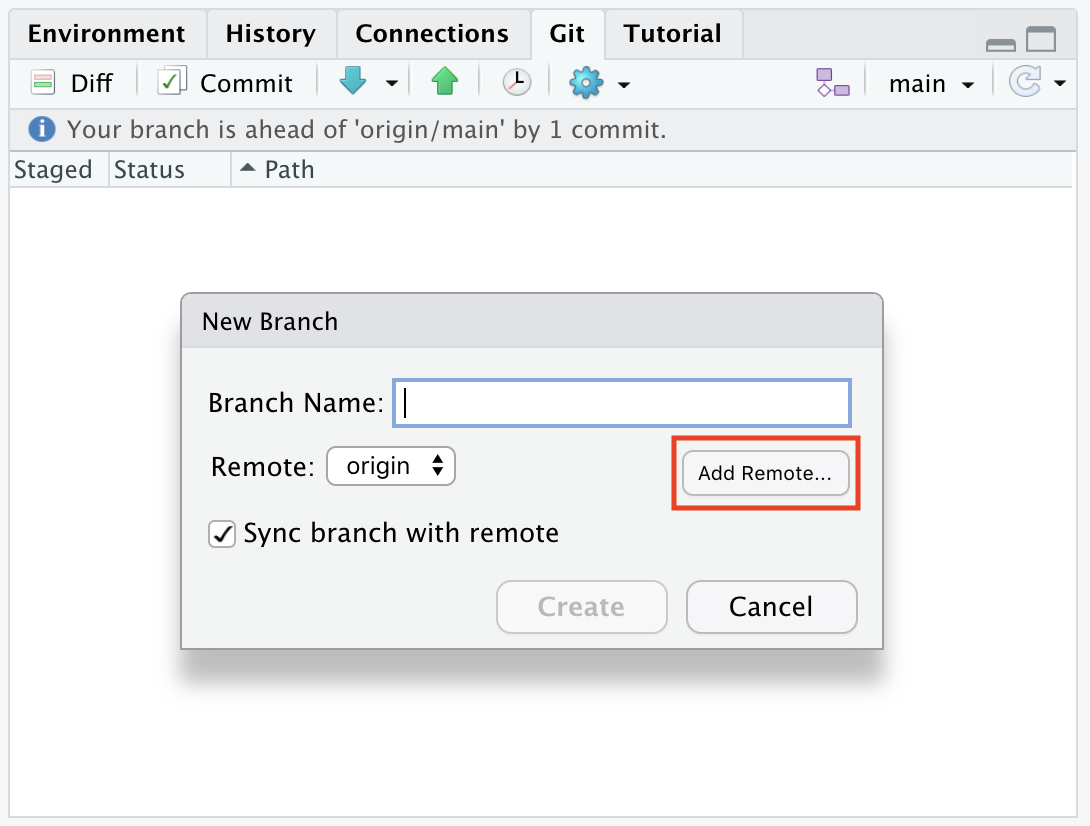 Environment History Connections Git Tutorial
Diff Commit main
Your branch is ahead of 'origin/main' by 1 commit.
Staged Status Path
New Branch
Branch Name:
Remote: origin Add Remote...
Sync branch with remote
Create Cancel